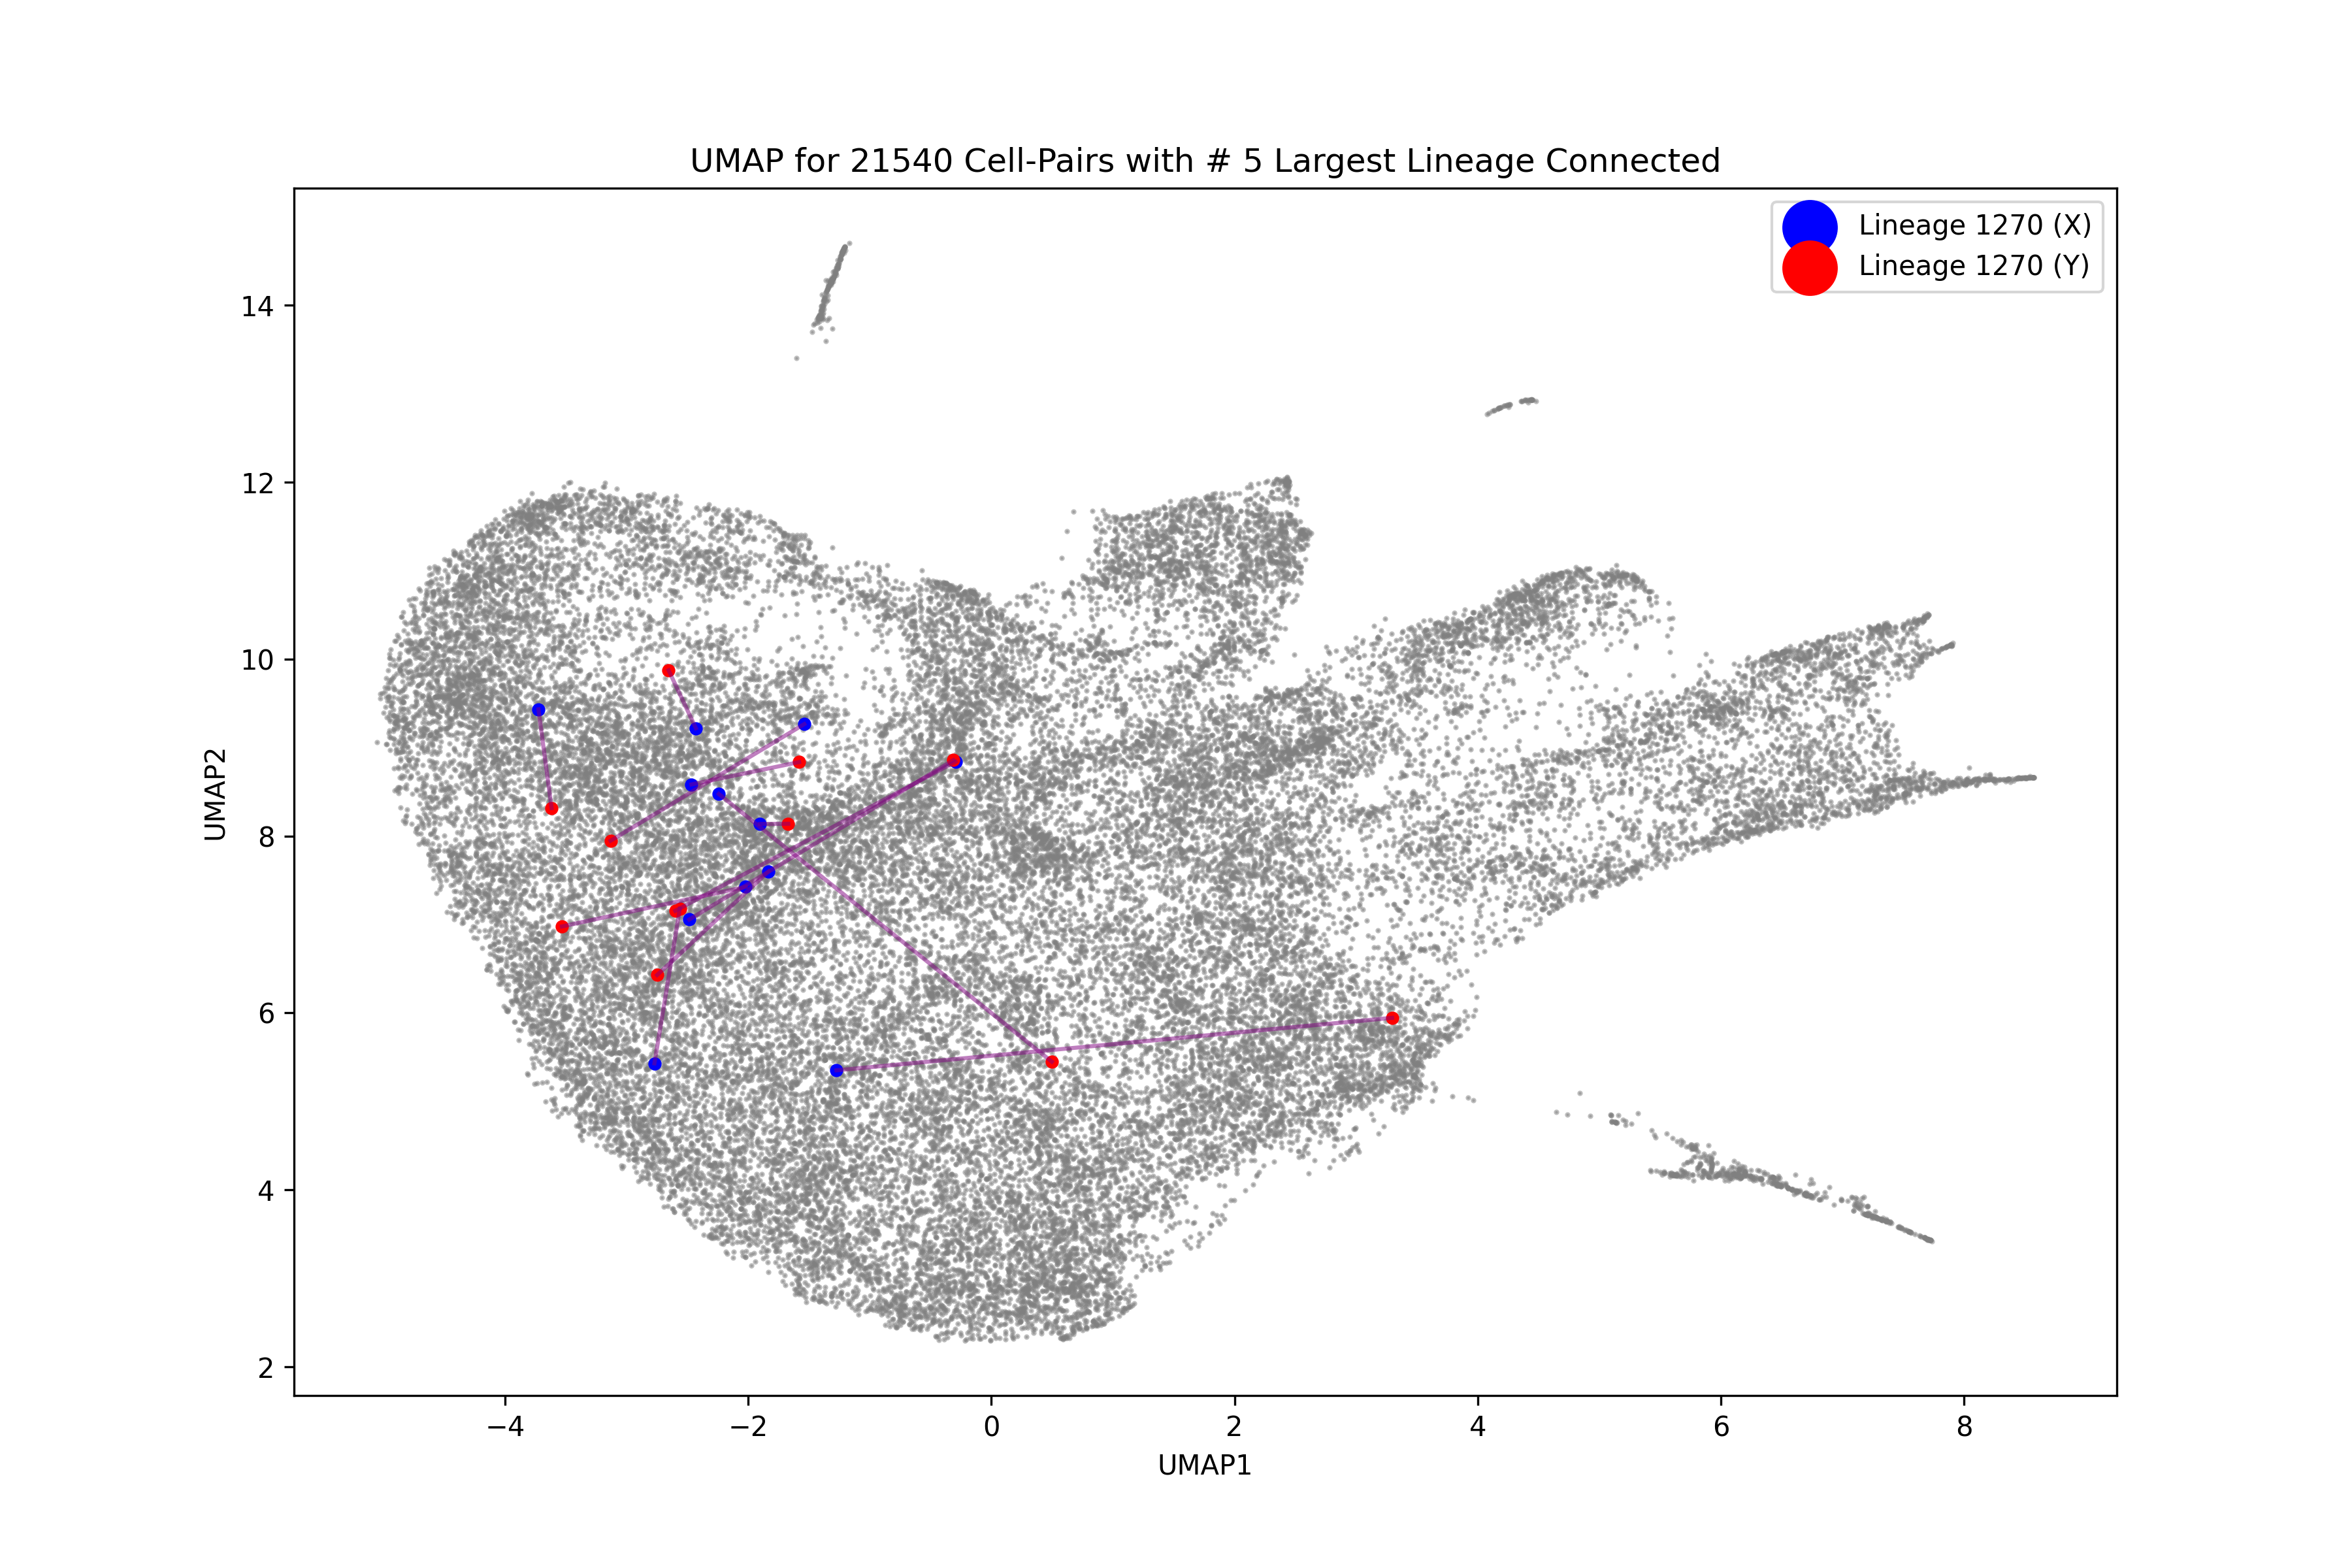 UMAP for 21540 Cell-Pairs with # 5 Largest Lineage Connected
Lineage 1270 (X)
Lineage 1270 (Y)
14
12
10
8
6
4
2
UMAP2
−4
−2
0
2
4
6
8
UMAP1